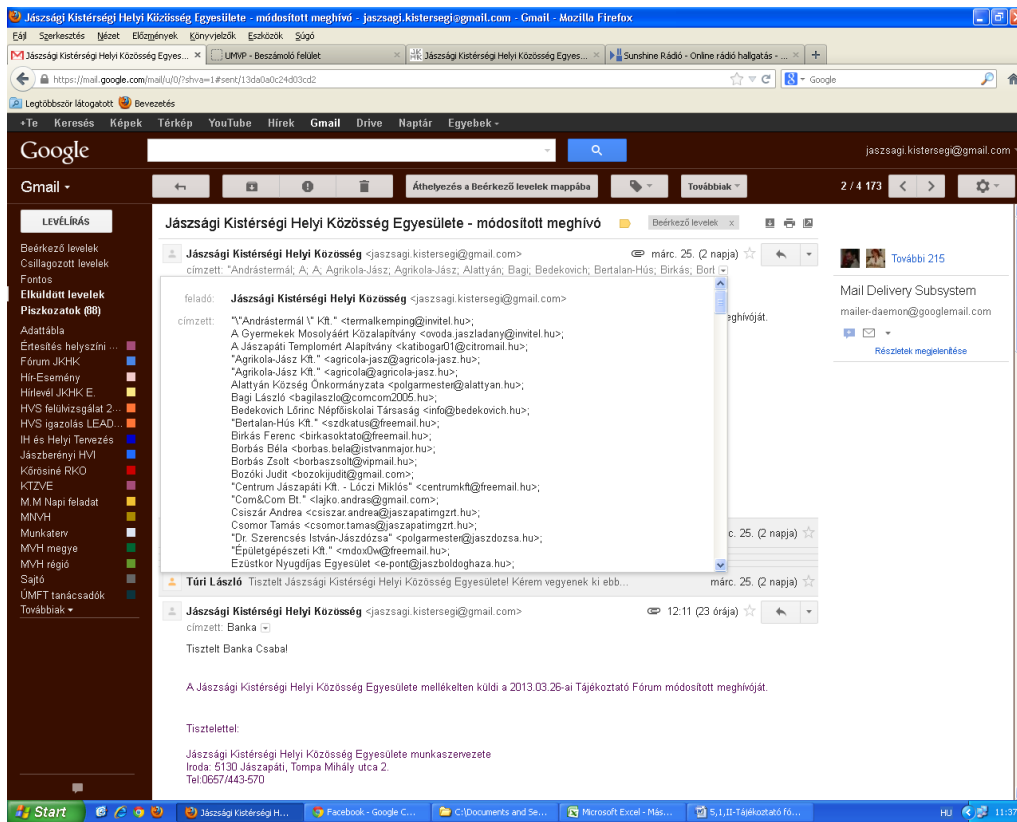 Jászsági Kistérségi Helyi Közösség Egyesülete - módosított meghívó - jaszsagi.kistersegi@gmail.com - Gmail - Mozilla Firefox
Fájl Szerkesztés Nézet Előzmények Könyvjelzők Eszközök Súgó
Jászsági Kistérségi Helyi Közösség Egyes... × UMVP - Beszámoló felület × Jászsági Kistérségi Helyi Közösség Egyes... × Sunshine Rádió - Online rádió hallgatás - ... × +
https://mail.google.com/mail/u/0/?shva=1#sent/13da0a0c24d03cd2 Google
Legtöbbször látogatott Bevezetés
+Te Keresés Képek Térkép YouTube Hírek Gmail Drive Naptár Egyebek
Google jaszsagi.kistersegi@gmail.com
Gmail Áthelyezés a Beérkező levelek mappába Továbbiak 2 / 4 173
LEVÉLÍRÁS
Beérkező levelek
Csillagozott levelek
Fontos
Elküldött levelek
Piszkozatok (88)
Adattábla
Értesítés helyszíni ...
Fórum JKHK
Hír-Esemény
Hírlevél JKHK E.
HVS felülvizsgálat 2...
HVS igazolás LEAD...
IH és Helyi Tervezés
Jászberényi HVI
Kőrösiné RKO
KTZVE
M.M Napi feladat
MNVH
Munkaterv
MVH megye
MVH régió
Sajtó
ÚMFT tanácsadók
Továbbiak
Jászsági Kistérségi Helyi Közösség Egyesülete - módosított meghívó Beérkező levelek x
Jászsági Kistérségi Helyi Közösség <jaszsagi.kistersegi@gmail.com> márc. 25. (2 napja)
címzett: "Andrástermál; A; A; Agrikola-Jász; Agrikola-Jász; Alattyán; Bagi; Bedekovich; Bertalan-Hús; Birkás; Borl
feladó: Jászsági Kistérségi Helyi Közösség <jaszsagi.kistersegi@gmail.com>
címzett: "\"Andrástermál \" Kft." <termalkemping@invitel.hu>;
A Gyermekek Mosolyáért Közalapítvány <ovoda.jaszladany@invitel.hu>;
A Jászapáti Templomért Alapítvány <katibogar01@citromail.hu>;
"Agrikola-Jász Kft." <agricola-jasz@agricola-jasz.hu>;
"Agrikola-Jász Kft." <agricola@agricola-jasz.hu>;
Alattyán Község Önkormányzata <polgarmester@alattyan.hu>;
Bagi László <bagilaszlo@comcom2005.hu>;
Bedekovich Lőrinc Népfőiskolai Társaság <info@bedekovich.hu>;
"Bertalan-Hús Kft." <szdkatus@freemail.hu>;
Birkás Ferenc <birkasoktato@freemail.hu>;
Borbás Béla <borbas.bela@istvanmajor.hu>;
Borbás Zsolt <borbaszsolt@vipmail.hu>;
Bozóki Judit <bozokijudit@gmail.com>;
"Centrum Jászapáti Kft. - Lóczi Miklós" <centrumkft@freemail.hu>;
"Com&Com Bt." <lajko.andras@gmail.com>;
Csiszár Andrea <csiszar.andrea@jaszapatimgzrt.hu>;
Csomor Tamás <csomor.tamas@jaszapatimgzrt.hu>;
"Dr. Szerencsés István-Jászdózsa" <polgarmester@jaszdozsa.hu>;
"Épületgépészeti Kft." <mdox0w@freemail.hu>;
Ezüstkor Nyugdíjas Egyesület <e-pont@jaszboldoghaza.hu>;
eghívóját.
c. 25. (2 napja)
Túri László Tisztelt Jászsági Kistérségi Helyi Közösség Egyesülete! Kérem vegyenek ki ebb... márc. 25. (2 napja)
Jászsági Kistérségi Helyi Közösség <jaszsagi.kistersegi@gmail.com> 12:11 (23 órája)
címzett: Banka
Tisztelt Banka Csaba!
A Jászsági Kistérségi Helyi Közösség Egyesülete mellékelten küldi a 2013.03.26-ai Tájékoztató Fórum módosított meghívóját.
Tisztelettel:
Jászsági Kistérségi Helyi Közösség Egyesülete munkaszervezete
Iroda: 5130 Jászapáti, Tompa Mihály utca 2.
Tel:0657/443-570
További 215
Mail Delivery Subsystem
mailer-daemon@googlemail.com
Részletek megjelenítése
Start Jászsági Kistérségi H... Facebook - Google C... C:\Documents and Se... Microsoft Excel - Más... 5,1,II-Tájékoztató fó... HU 11:37